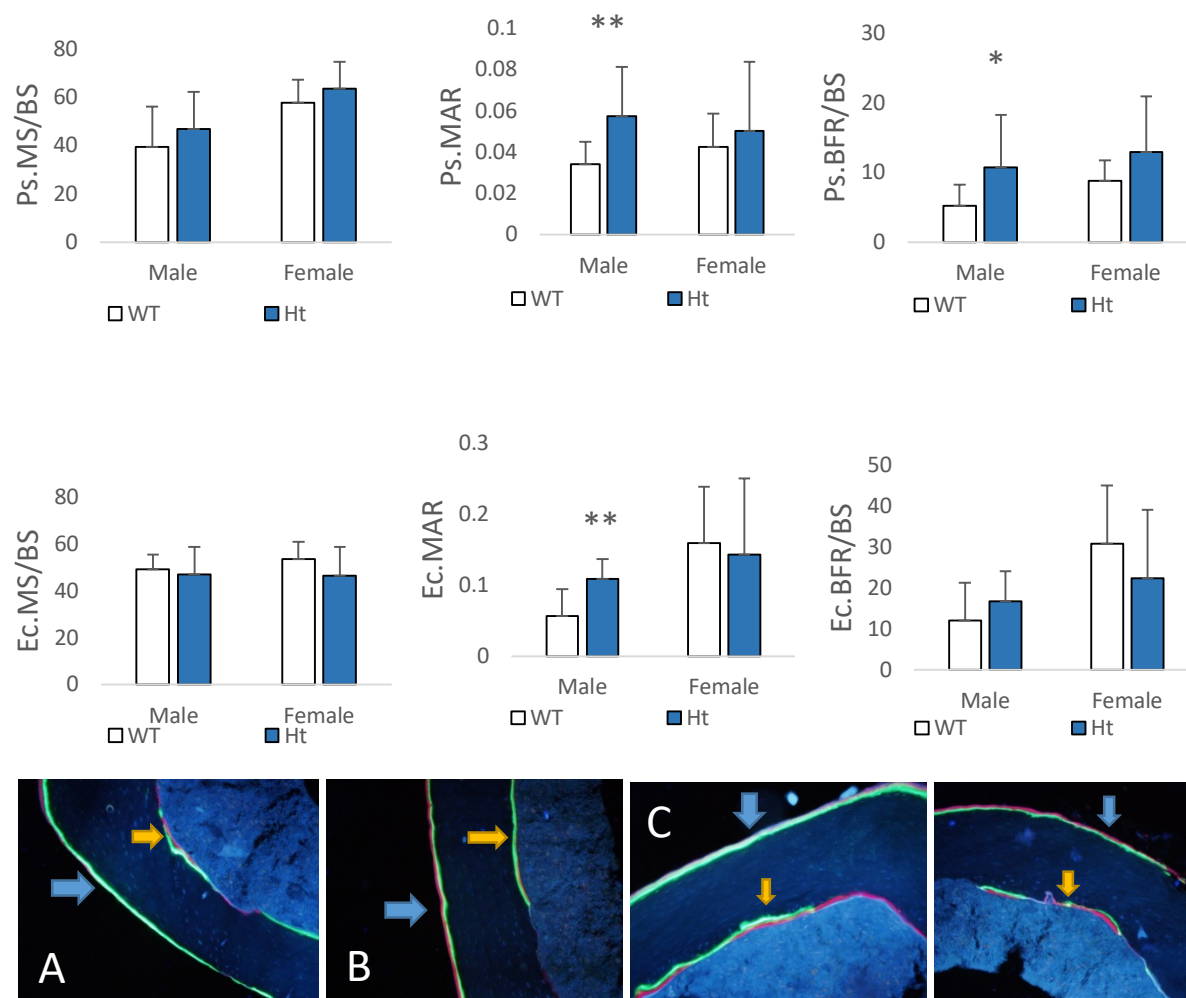 Ps.MS/BS
80
60
40
20
0
Male Female
WT Ht
Ps.MAR
0.1
0.08
0.06
0.04
0.02
0
**
Male Female
WT Ht
Ps.BFR/BS
30
20
10
0
*
Male Female
WT Ht
Ec.MS/BS
80
60
40
20
0
Male Female
WT Ht
Ec.MAR
0.3
0.2
0.1
0
**
Male Female
WT Ht
Ec.BFR/BS
50
40
30
20
10
0
Male Female
WT Ht
A
B
C